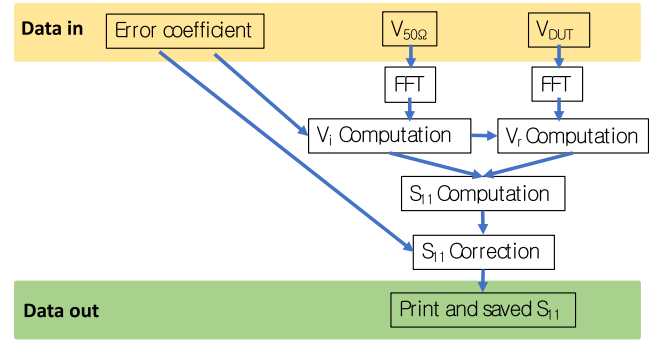 Data in
Error coefficient
V50Ω
VDUT
FFT
FFT
Vi Computation
Vr Computation
S11 Computation
S11 Correction
Data out
Print and saved S11